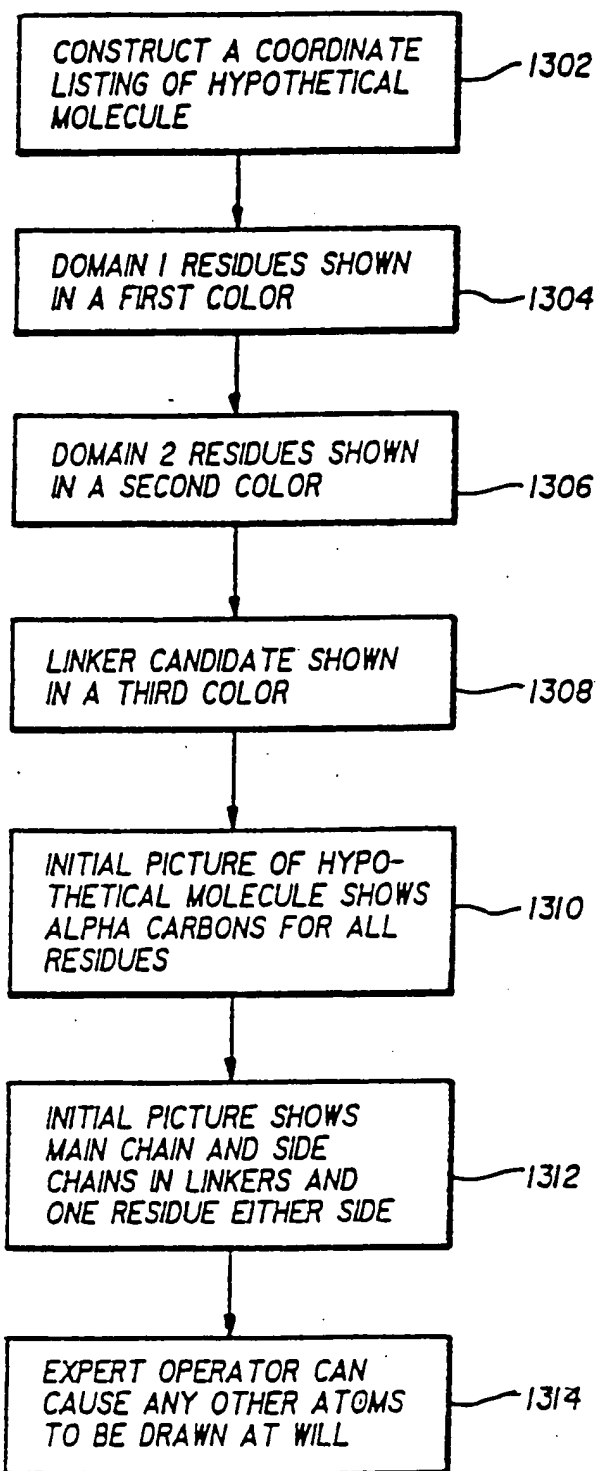 CONSTRUCT A COORDINATE
LISTING OF HYPOTHETICAL
MOLECULE
1302
DOMAIN 1 RESIDUES SHOWN
IN A FIRST COLOR
1304
DOMAIN 2 RESIDUES SHOWN
IN A SECOND COLOR
1306
LINKER CANDIDATE SHOWN
IN A THIRD COLOR
1308
INITIAL PICTURE OF HYPO-
THETICAL MOLECULE SHOWS
ALPHA CARBONS FOR ALL
RESIDUES
1310
INITIAL PICTURE SHOWS
MAIN CHAIN AND SIDE
CHAINS IN LINKERS AND
ONE RESIDUE EITHER SIDE
1312
EXPERT OPERATOR CAN
CAUSE ANY OTHER ATOMS
TO BE DRAWN AT WILL
1314